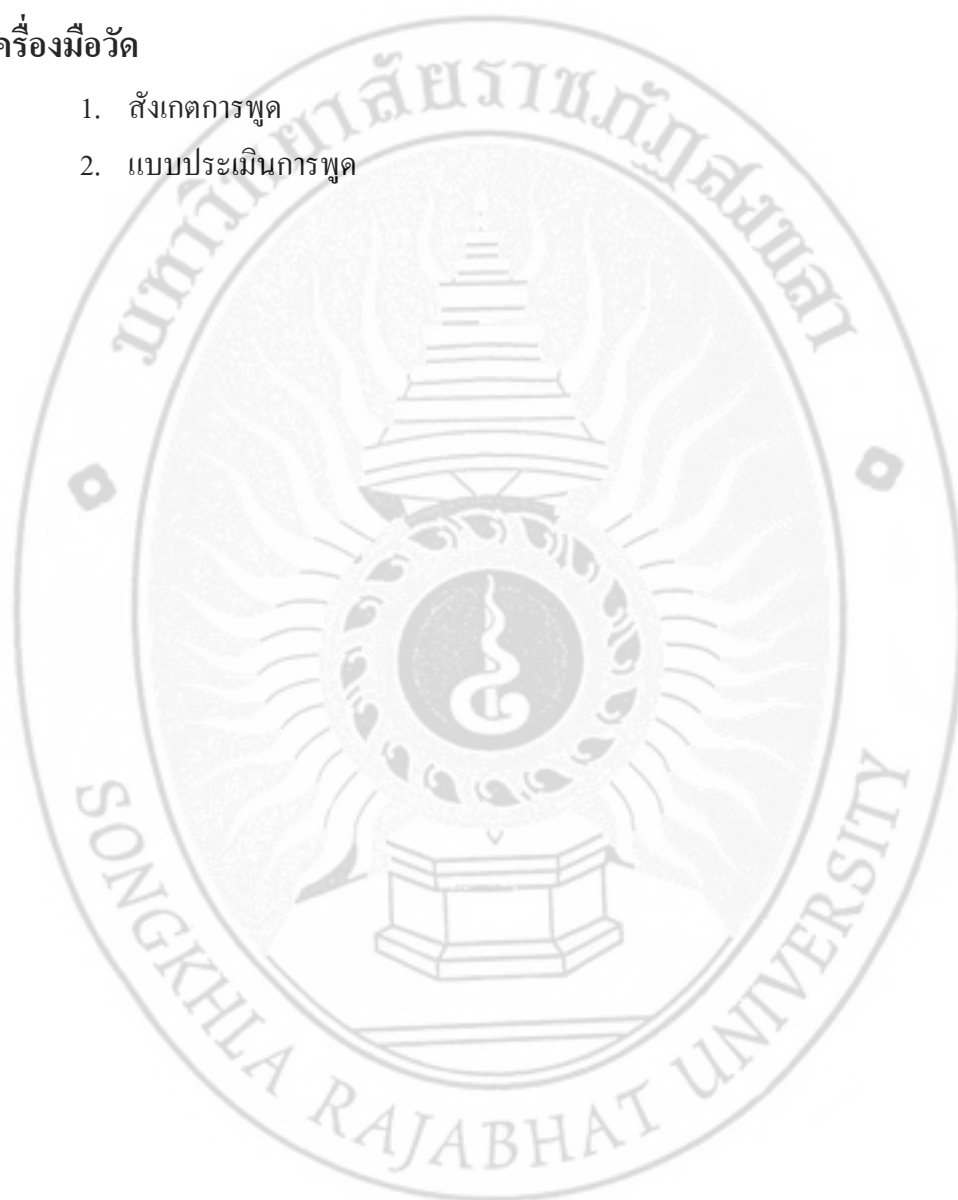 ครื่องมือวัด
1. สังเกตการพูด
2. แบบประเมินการพูด
มหาวิทยาลัยราชภัฏสงขลา
SONGKHLA RAJABHAT UNIVERSITY